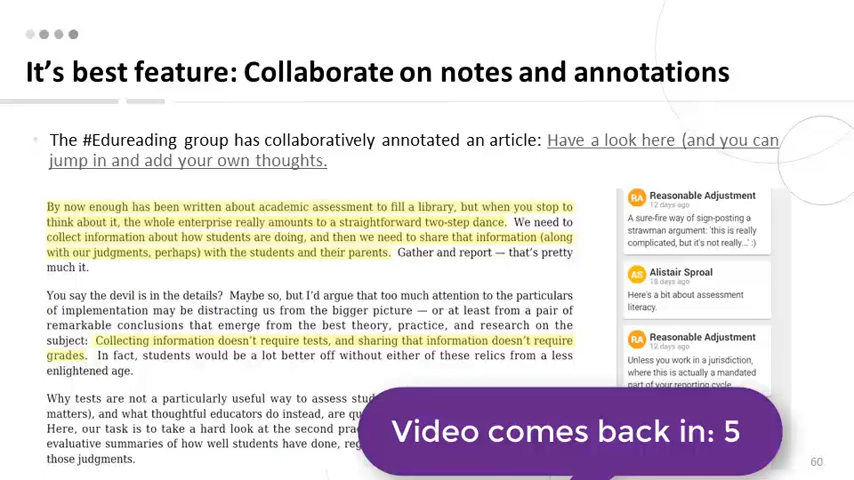 It's best feature: Collaborate on notes and annotations
The #Edureading group has collaboratively annotated an article: Have a look here (and you can
jump in and add your own thoughts.
By now enough has been written about academic assessment to fill a library, but when you stop to
think about it, the whole enterprise really amounts to a straightforward two-step dance. We need to
collect information about how students are doing, and then we need to share that information (along
with our judgments, perhaps) with the students and their parents. Gather and report — that's pretty
much it.
You say the devil is in the details? Maybe so, but I'd argue that too much attention to the particulars
of implementation may be distracting us from the bigger picture — or at least from a pair of
remarkable conclusions that emerge from the best theory, practice, and research on the
subject: Collecting information doesn't require tests, and sharing that information doesn't require
grades. In fact, students would be a lot better off without either of these relics from a less
enlightened age.
Why tests are not a particularly useful way to assess
matters), and what thoughtful educators do instead, are
Here, our task is to take a hard look at the second
evaluative summaries of how well students have done,
those judgments.
RA Reasonable Adjustment
12 days ago
A sure-fire way of sign-posting a
strawman argument: 'this is really
complicated, but it's not really...' :)
AS Alistair Sproal
18 days ago
Here's a bit about assessment
literacy.
RA Reasonable Adjustment
12 days ago
Unless you work in a jurisdiction,
where this is actually a mandated
part of your reporting cycle.
Video comes back in: 5
60